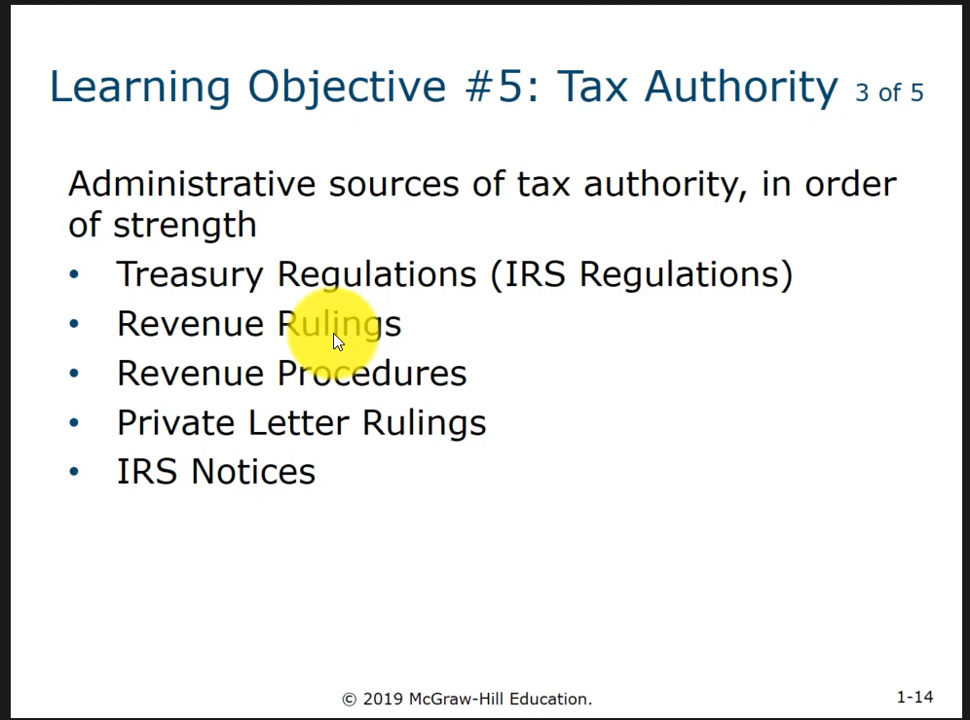 Learning Objective #5: Tax Authority 3 of 5
Administrative sources of tax authority, in order
of strength
• Treasury Regulations (IRS Regulations)
• Revenue Rulings
• Revenue Procedures
• Private Letter Rulings
• IRS Notices
© 2019 McGraw-Hill Education.
1-14